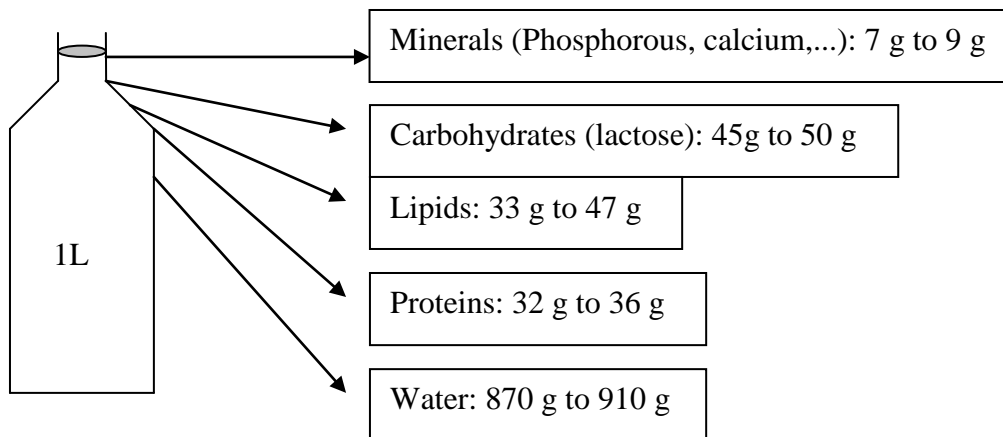 Minerals (Phosphorous, calcium,...): 7 g to 9 g
Carbohydrates (lactose): 45g to 50 g
Lipids: 33 g to 47 g
1L
Proteins: 32 g to 36 g
Water: 870 g to 910 g